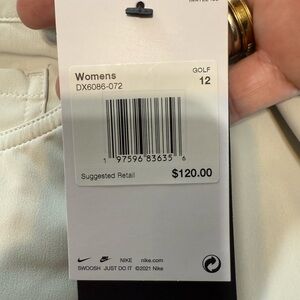 Womens
DX6086-072
GOLF
12
1 97596 83635 6
Suggested Retail
$120.00
NIKE nike.com
SWOOSH JUST DO IT ©2021 Nike